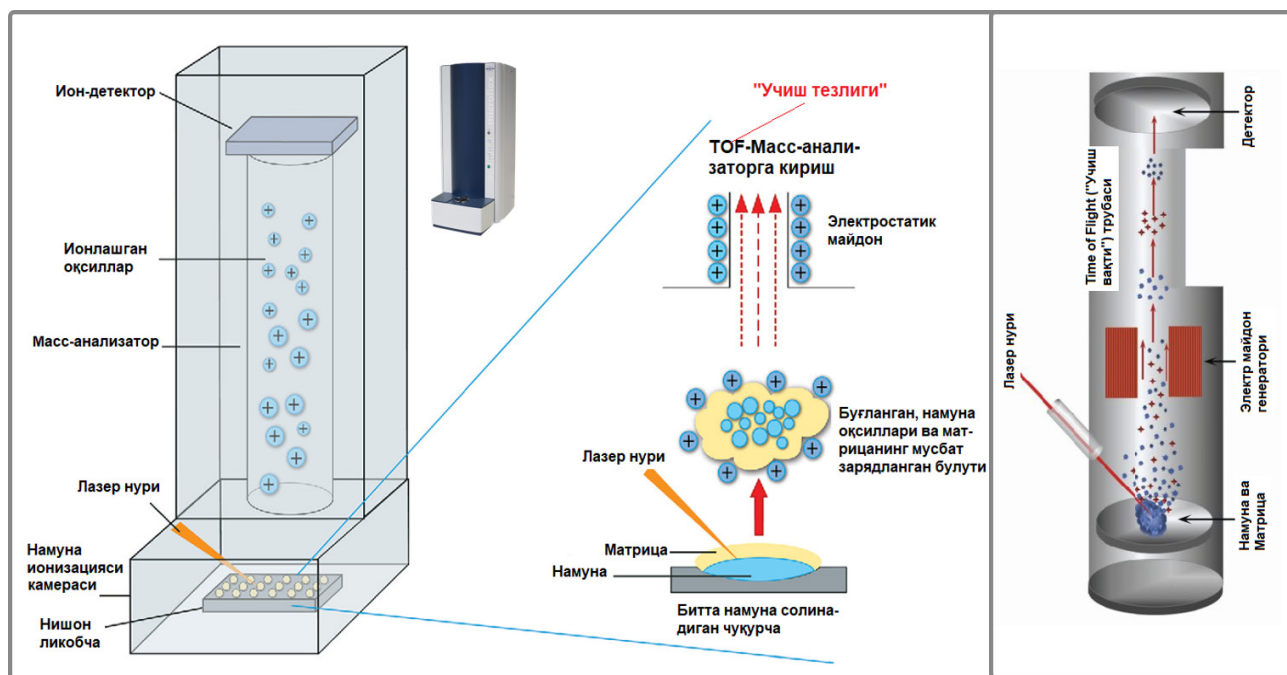 Ион-детектор
Ионлашган
оқсиллар
Масс-анализатор
Лазер нури
Намуна
ионизацияси
камераси
Нишон
ликобча
"Учиш тезлиги"
TOF-Масс-анали-
заторга кириш
Электростатик
майдон
Буғланган, намуна
оқсиллари ва мат-
рицанинг мусбат
зарядланган булути
Лазер нури
Матрица
Намуна
Битта намуна солина-
диган чуқурча
Детектор
Time of Flight ("Учиш
вақти") трубаси
Лазер нури
Электр майдон
генератори
Намуна ва
Матрица